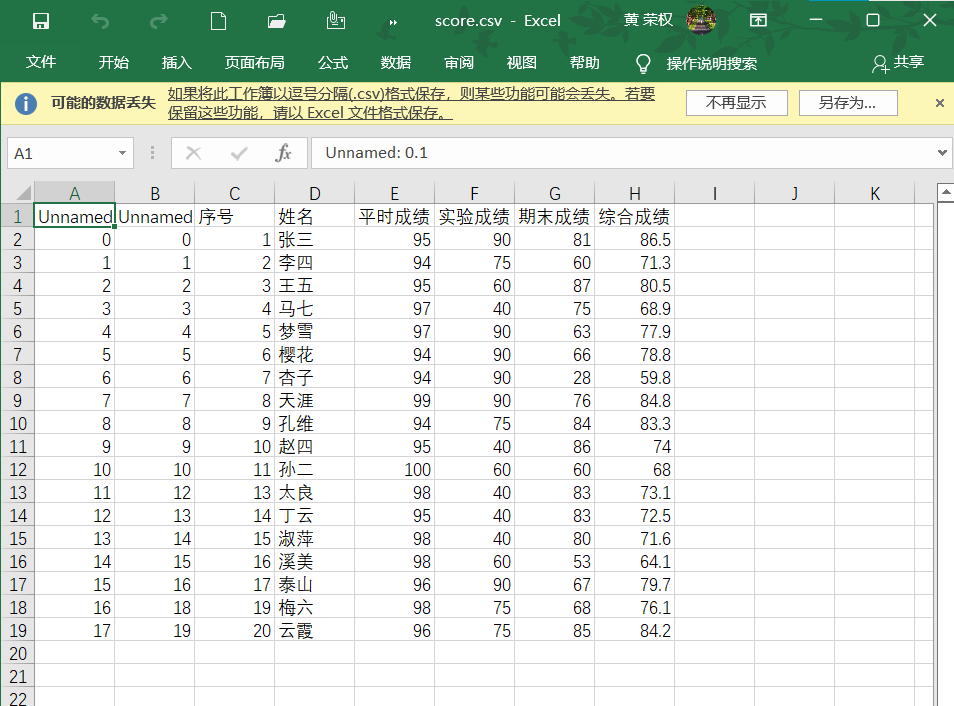 score.csv - Excel 黄 荣权
文件 开始 插入 页面布局 公式 数据 审阅 视图 帮助 操作说明搜索 共享
可能的数据丢失 如果将此工作簿以逗号分隔(.csv)格式保存，则某些功能可能会丢失。若要
保留这些功能，请以 Excel 文件格式保存。 不再显示 另存为...
A1 fx Unnamed: 0.1
A B C D E F G H I J K
1 Unnamed Unnamed 序号 姓名 平时成绩 实验成绩 期末成绩 综合成绩
2 0 0 1 张三 95 90 81 86.5
3 1 1 2 李四 94 75 60 71.3
4 2 2 3 王五 95 60 87 80.5
5 3 3 4 马七 97 40 75 68.9
6 4 4 5 梦雪 97 90 63 77.9
7 5 5 6 樱花 94 90 66 78.8
8 6 6 7 杏子 94 90 28 59.8
9 7 7 8 天涯 99 90 76 84.8
10 8 8 9 孔维 94 75 84 83.3
11 9 9 10 赵四 95 40 86 74
12 10 10 11 孙二 100 60 60 68
13 11 12 13 太良 98 40 83 73.1
14 12 13 14 丁云 95 40 83 72.5
15 13 14 15 淑萍 98 40 80 71.6
16 14 15 16 溪美 98 60 53 64.1
17 15 16 17 泰山 96 90 67 79.7
18 16 18 19 梅六 98 75 68 76.1
19 17 19 20 云霞 96 75 85 84.2
20
21
22